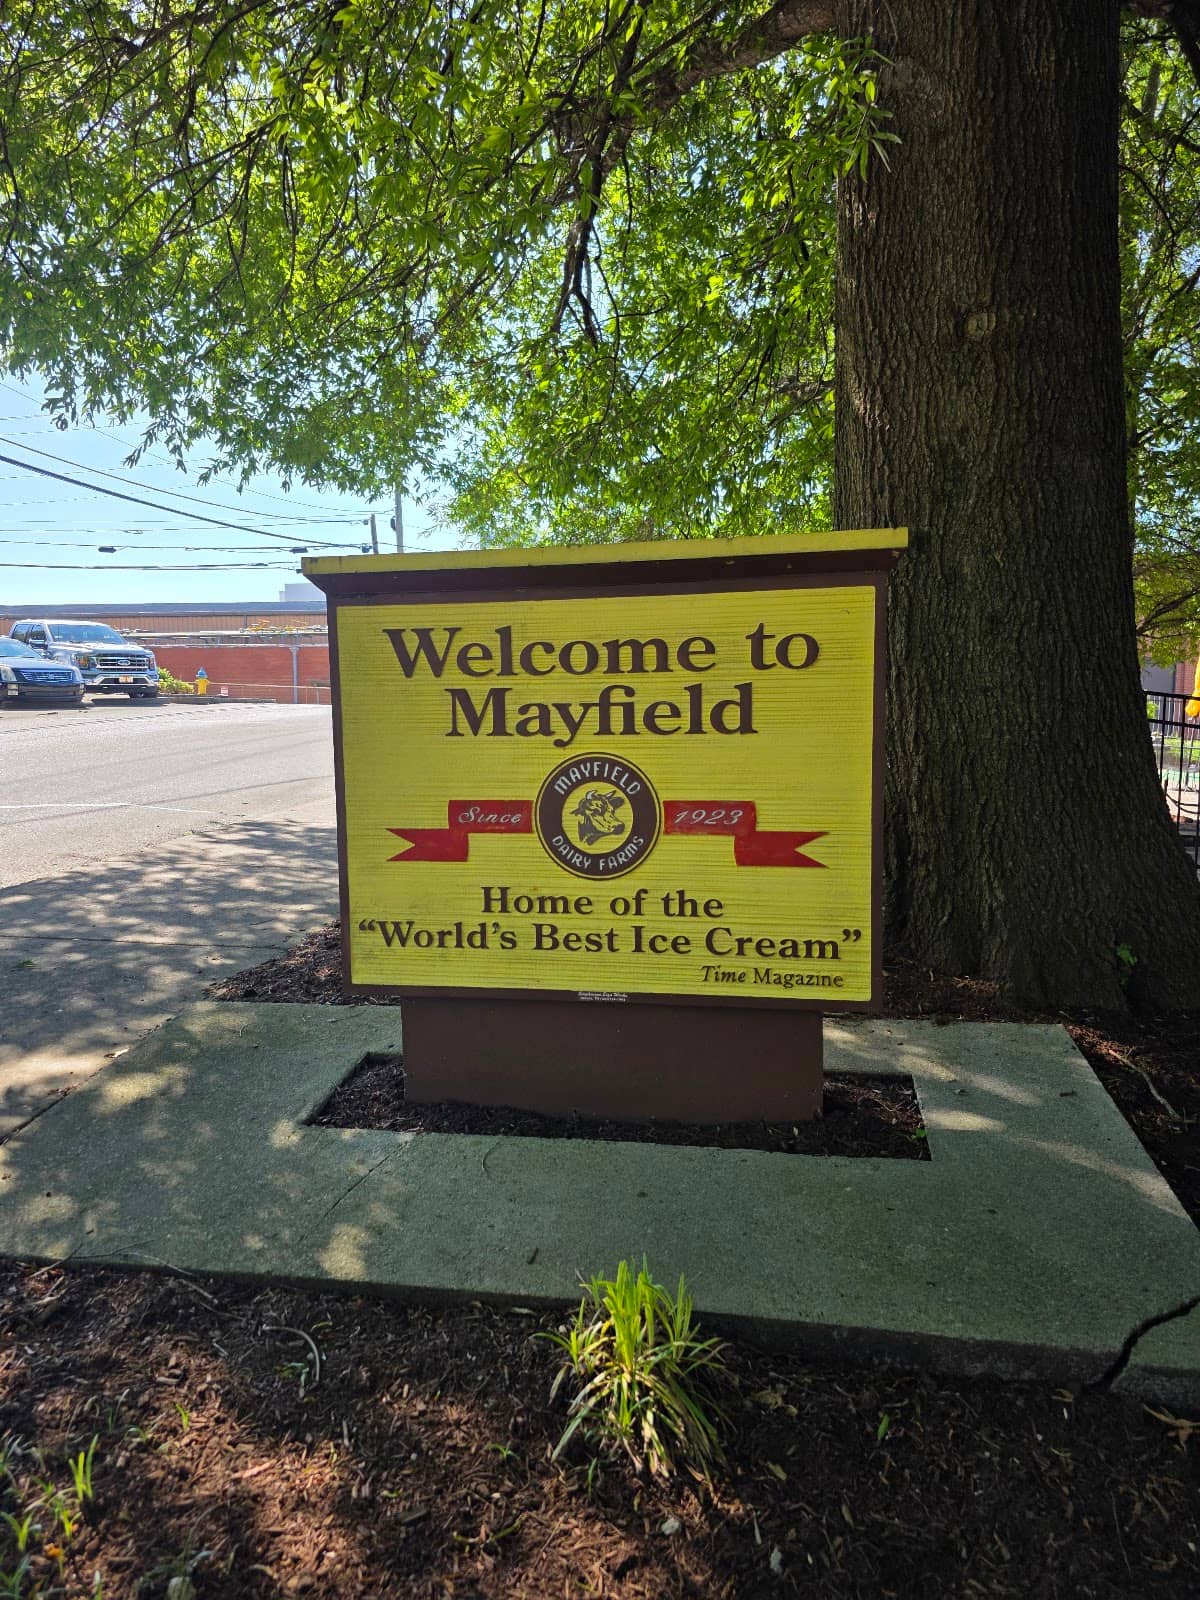 Welcome to
Mayfield
MAYFIELD
Since
1923
DAIRY FARMS
Home of the
“World’s Best Ice Cream”
Time Magazine